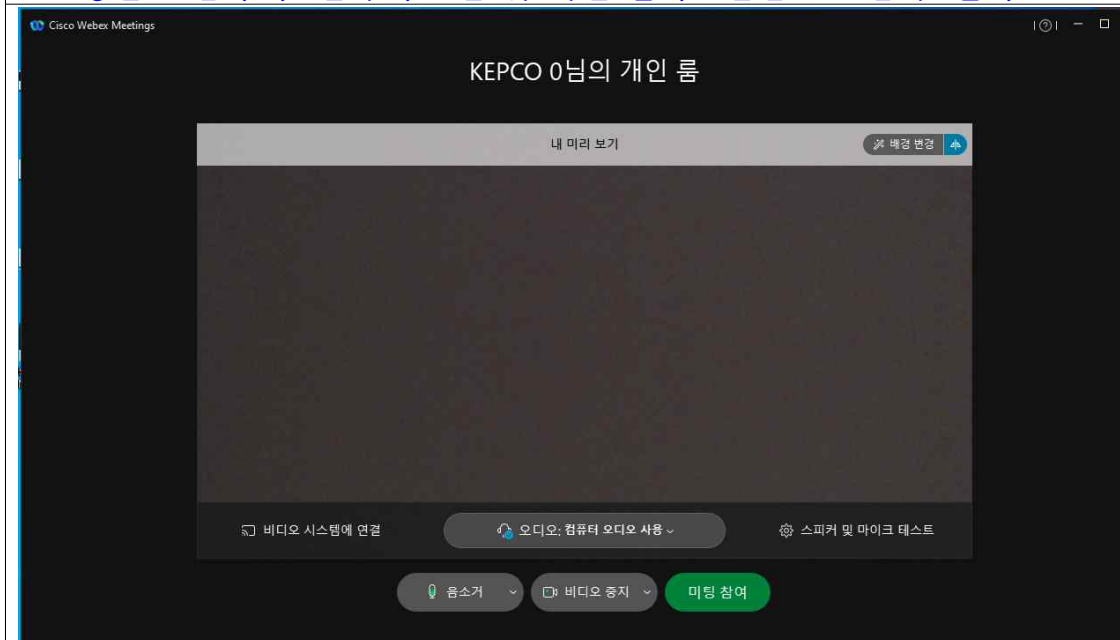 Cisco Webex Meetings
KEPCO 0님의 개인 룸
내 미리 보기
배경 변경
비디오 시스템에 연결
오디오: 컴퓨터 오디오 사용
스피커 및 마이크 테스트
음소거
비디오 중지
미팅 참여